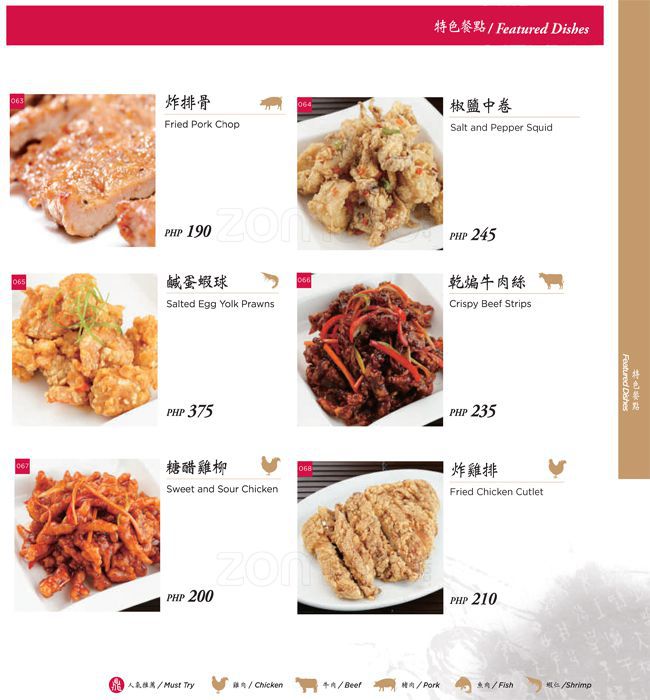 特色餐點 / Featured Dishes
063
炸排骨
Fried Pork Chop
PHP 190
064
椒鹽中卷
Salt and Pepper Squid
PHP 245
065
鹹蛋蝦球
Salted Egg Yolk Prawns
PHP 375
066
乾煸牛肉絲
Crispy Beef Strips
PHP 235
067
糖醋雞柳
Sweet and Sour Chicken
PHP 200
068
炸雞排
Fried Chicken Cutlet
PHP 210
特色餐點
Featured Dishes
人氣推薦 / Must Try
雞肉 / Chicken
牛肉 / Beef
豬肉 / Pork
魚肉 / Fish
蝦仁 / Shrimp